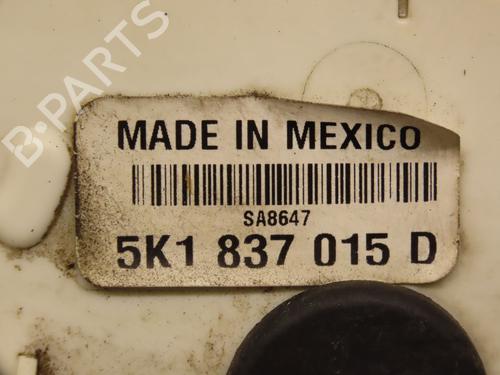 B-PARTS
MADE IN MEXICO
SA8647
5K1 837 015 D